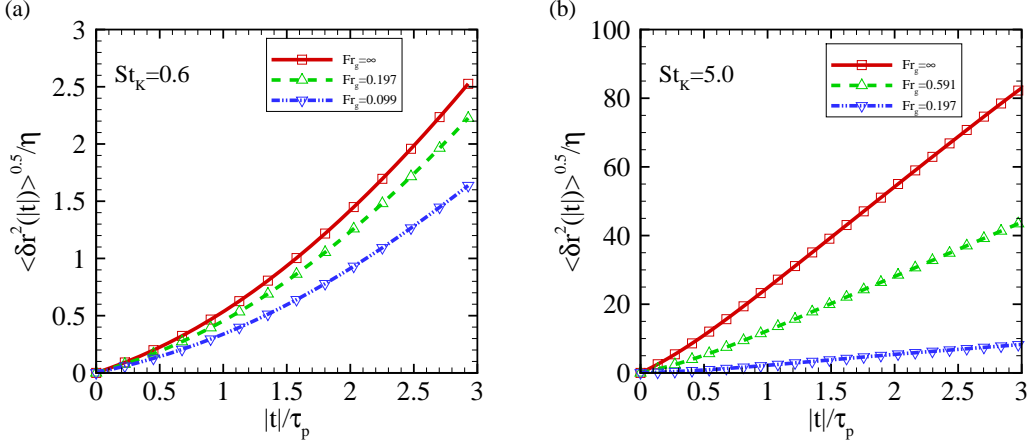 (a)
3
2.5
2
1.5
1
0.5
0
0 0.5 1 1.5 2 2.5 3
|t|/τp
<δr²(|t|)>^0.5/η
St_K=0.6
Fr_g=∞
Fr_g=0.197
Fr_g=0.099
(b)
100
80
60
40
20
0
0 0.5 1 1.5 2 2.5 3
|t|/τp
<δr²(|t|)>^0.5/η
St_K=5.0
Fr_g=∞
Fr_g=0.591
Fr_g=0.197